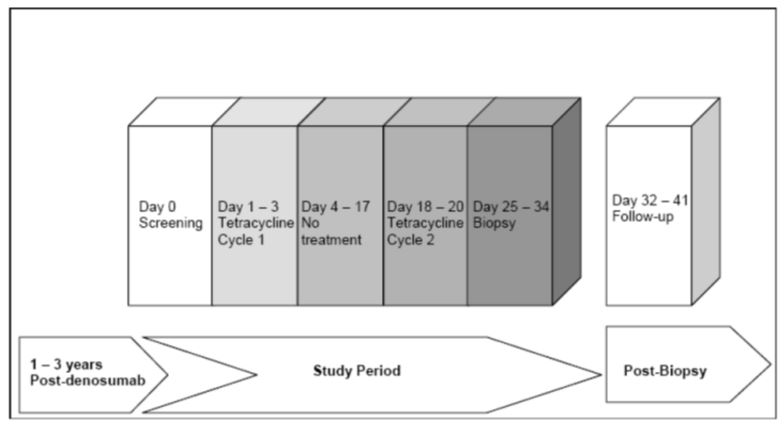 Day 0
Screening
Day 1 – 3
Tetracycline
Cycle 1
Day 4 – 17
No
treatment
Day 18 – 20
Tetracycline
Cycle 2
Day 25 – 34
Biopsy
Day 32 – 41
Follow-up
1 – 3 years
Post-denosumab
Study Period
Post-Biopsy